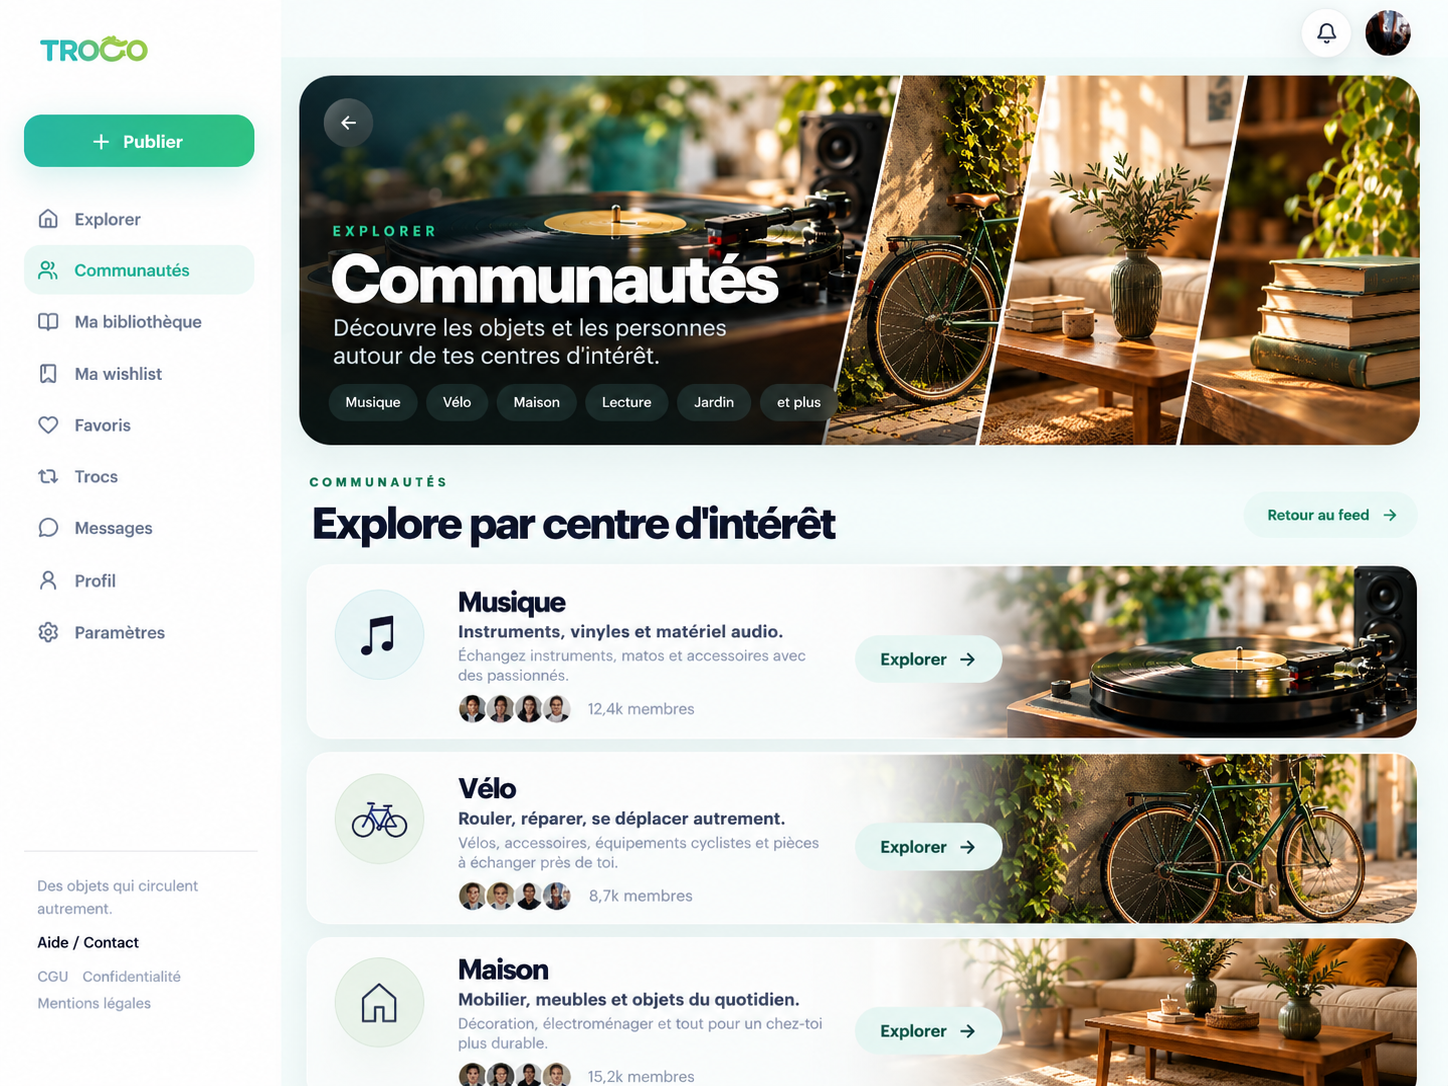 TROCO
Publier
Explorer
Communautés
Ma bibliothèque
Ma wishlist
Favoris
Trocs
Messages
Profil
Paramètres
Des objets qui circulent
autrement.
Aide / Contact
CGU Confidentialité
Mentions légales
EXPLORER
Communautés
Découvre les objets et les personnes
autour de tes centres d'intérêt.
Musique Vélo Maison Lecture Jardin et plus
COMMUNAUTÉS
Explore par centre d'intérêt
Retour au feed
Musique
Instruments, vinyles et matériel audio.
Échangez instruments, matos et accessoires avec
des passionnés.
12,4k membres
Explorer
Vélo
Rouler, réparer, se déplacer autrement.
Vélos, accessoires, équipements cyclistes et pièces
à échanger près de toi.
8,7k membres
Explorer
Maison
Mobilier, meubles et objets du quotidien.
Décoration, électroménager et tout pour un chez-toi
plus durable.
15,2k membres
Explorer